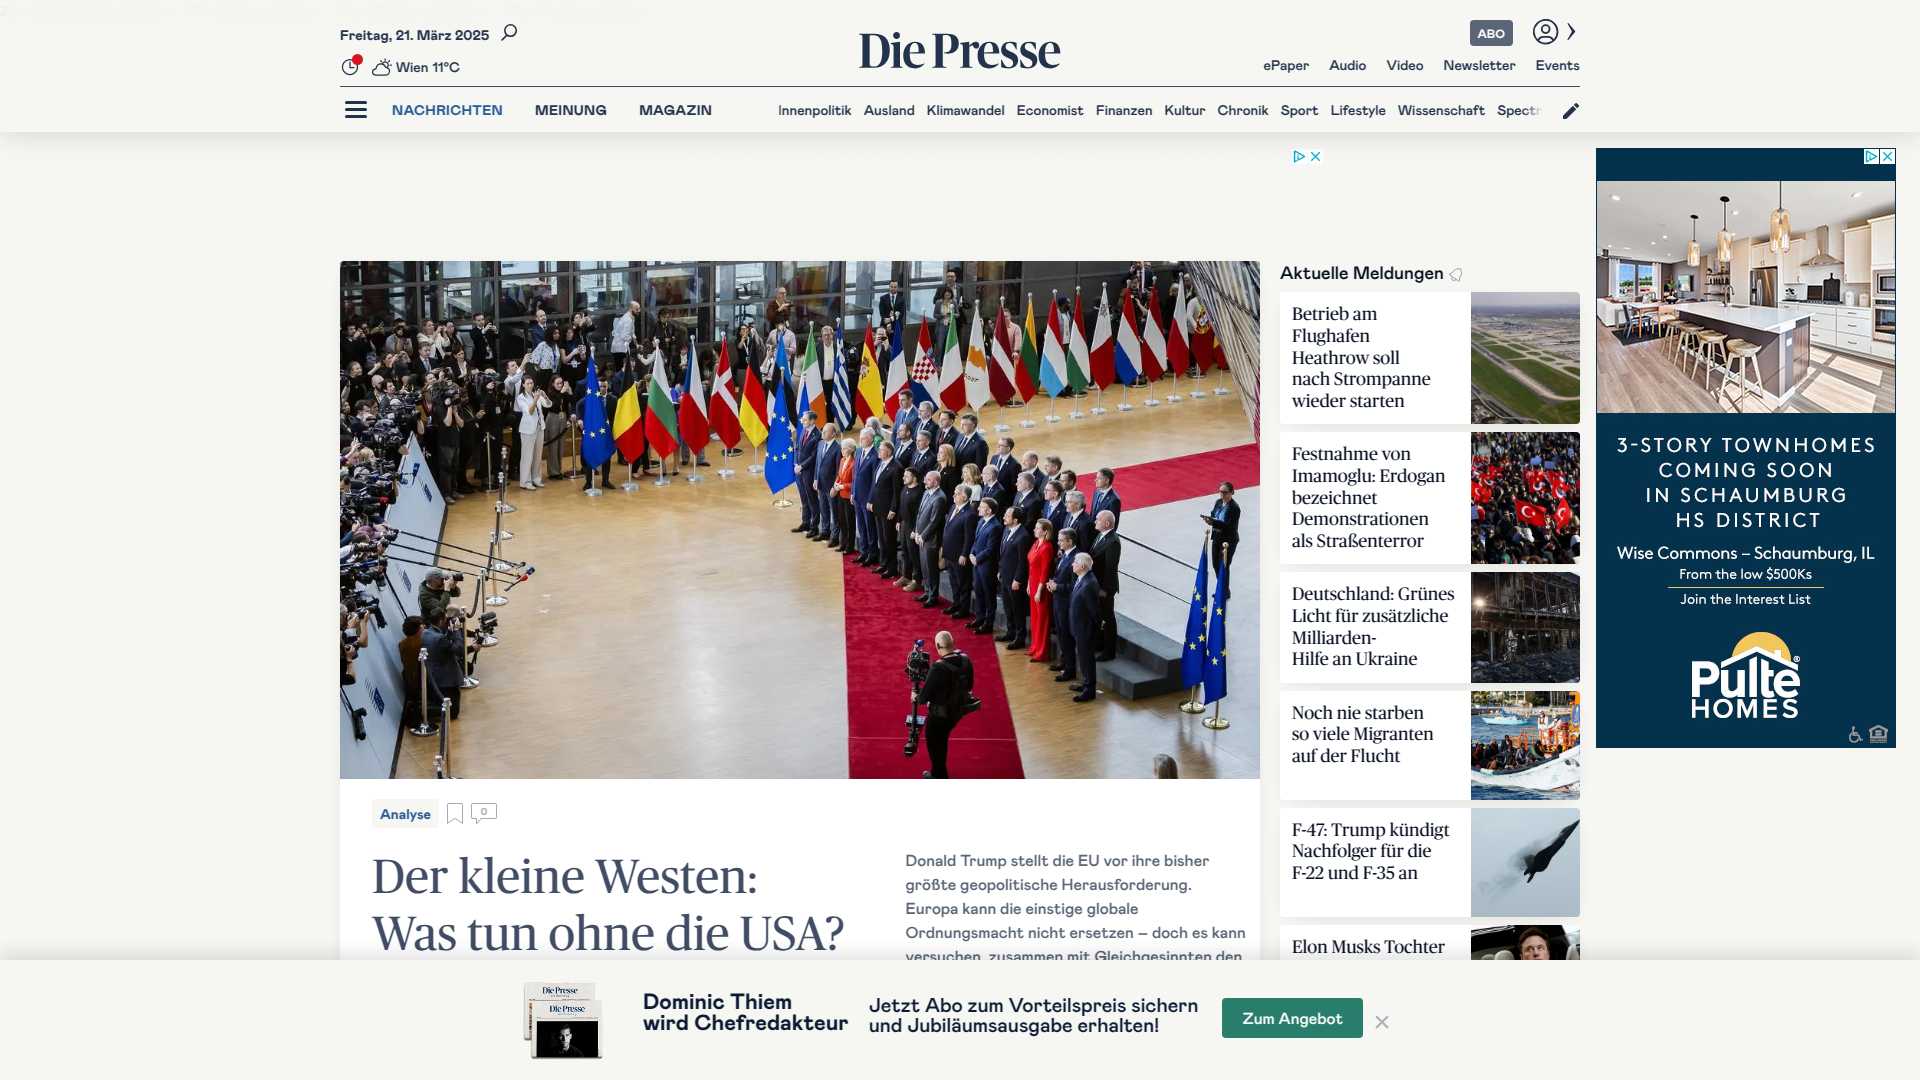 Freitag, 21. März 2025
Wien 11°C
Die Presse
ABO
ePaper Audio Video Newsletter Events
NACHRICHTEN MEINUNG MAGAZIN
Innenpolitik Ausland Klimawandel Economist Finanzen Kultur Chronik Sport Lifestyle Wissenschaft Spectr
Analyse
0
Der kleine Westen:
Was tun ohne die USA?
Donald Trump stellt die EU vor ihre bisher
größte geopolitische Herausforderung.
Europa kann die einstige globale
Ordnungsmacht nicht ersetzen – doch es kann
versuchen, zusammen mit Gleichgesinnten den
Aktuelle Meldungen
Betrieb am
Flughafen
Heathrow soll
nach Strompanne
wieder starten
Festnahme von
Imamoglu: Erdogan
bezeichnet
Demonstrationen
als Straßenterror
Deutschland: Grünes
Licht für zusätzliche
Milliarden-
Hilfe an Ukraine
Noch nie starben
so viele Migranten
auf der Flucht
F-47: Trump kündigt
Nachfolger für die
F-22 und F-35 an
Elon Musks Tochter
3-STORY TOWNHOMES
COMING SOON
IN SCHAUMBURG
HS DISTRICT
Wise Commons – Schaumburg, IL
From the low $500Ks
Join the Interest List
Pulte®
HOMES
Die Presse
Die Presse
Dominic Thiem
wird Chefredakteur
Jetzt Abo zum Vorteilspreis sichern
und Jubiläumsausgabe erhalten!
Zum Angebot